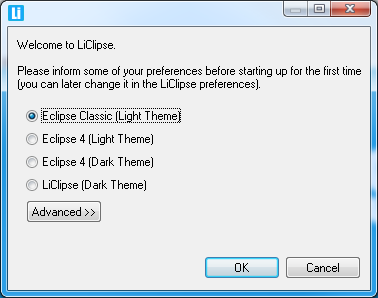 Li
Welcome to LiClipse.
Please inform some of your preferences before starting up for the first time
(you can later change it in the LiClipse preferences).
Eclipse Classic (Light Theme)
Eclipse 4 (Light Theme)
Eclipse 4 (Dark Theme)
LiClipse (Dark Theme)
Advanced >>
OK Cancel